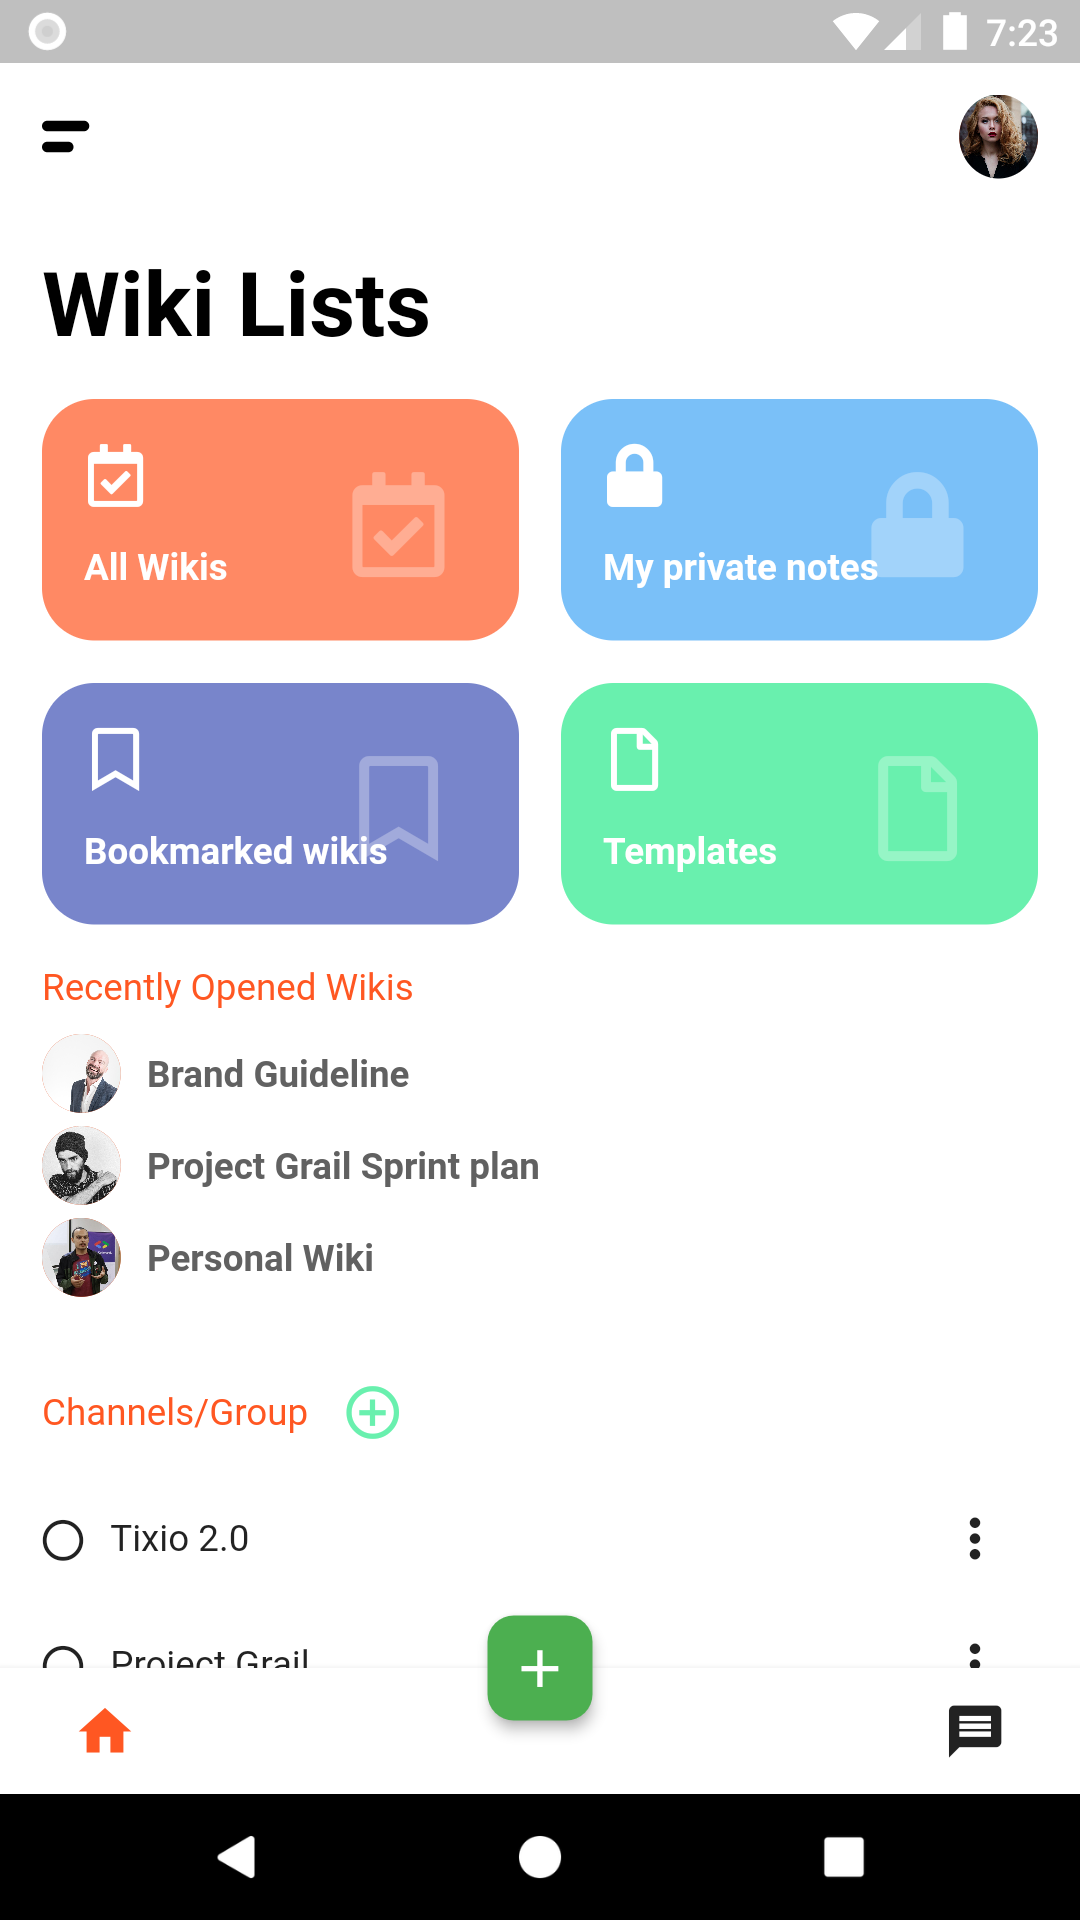 7:23
Wiki Lists
All Wikis
My private notes
Bookmarked wikis
Templates
Recently Opened Wikis
Brand Guideline
Project Grail Sprint plan
Personal Wiki
Channels/Group
Tixio 2.0
Project Grail